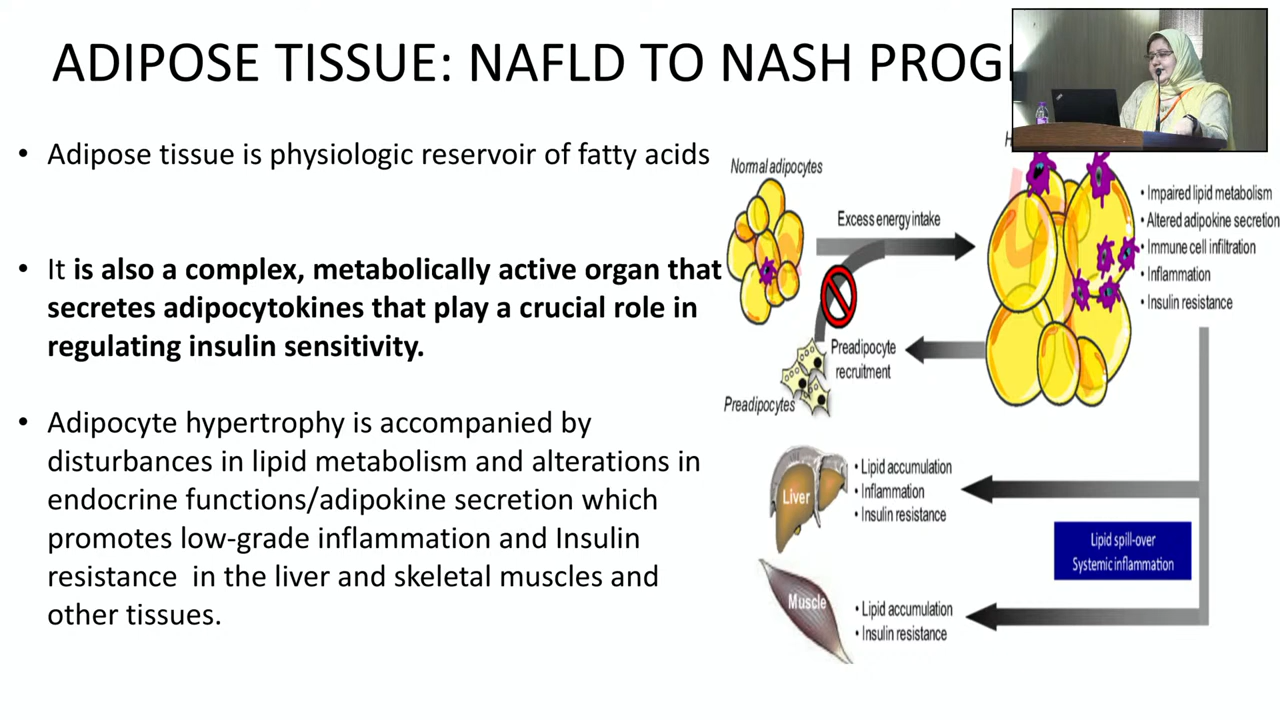 ADIPOSE TISSUE: NAFLD TO NASH
• Adipose tissue is physiologic reservoir of fatty acids
• It is also a complex, metabolically active organ that
secretes adipocytokines that play a crucial role in
regulating insulin sensitivity.
• Adipocyte hypertrophy is accompanied by
disturbances in lipid metabolism and alterations in
endocrine functions/adipokine secretion which
promotes low-grade inflammation and Insulin
resistance in the liver and skeletal muscles and
other tissues.
Normal adipocytes
Excess energy intake
• Impaired lipid metabolism
• Altered adipokine secretion
• Immune cell infiltration
• Inflammation
• Insulin resistance
Preadipocyte
recruitment
Preadipocytes
Liver
• Lipid accumulation
• Inflammation
• Insulin resistance
Lipid spill-over
Systemic inflammation
Muscle
• Lipid accumulation
• Insulin resistance